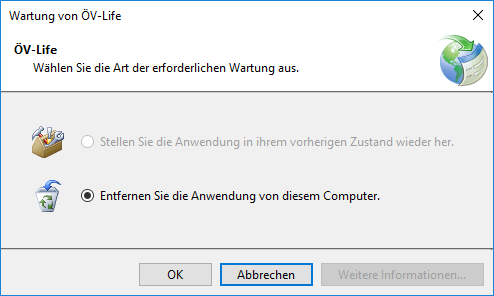 Wartung von ÖV-Life
ÖV-Life
Wählen Sie die Art der erforderlichen Wartung aus.
Stellen Sie die Anwendung in ihrem vorherigen Zustand wieder her.
Entfernen Sie die Anwendung von diesem Computer.
OK
Abbrechen
Weitere Informationen...